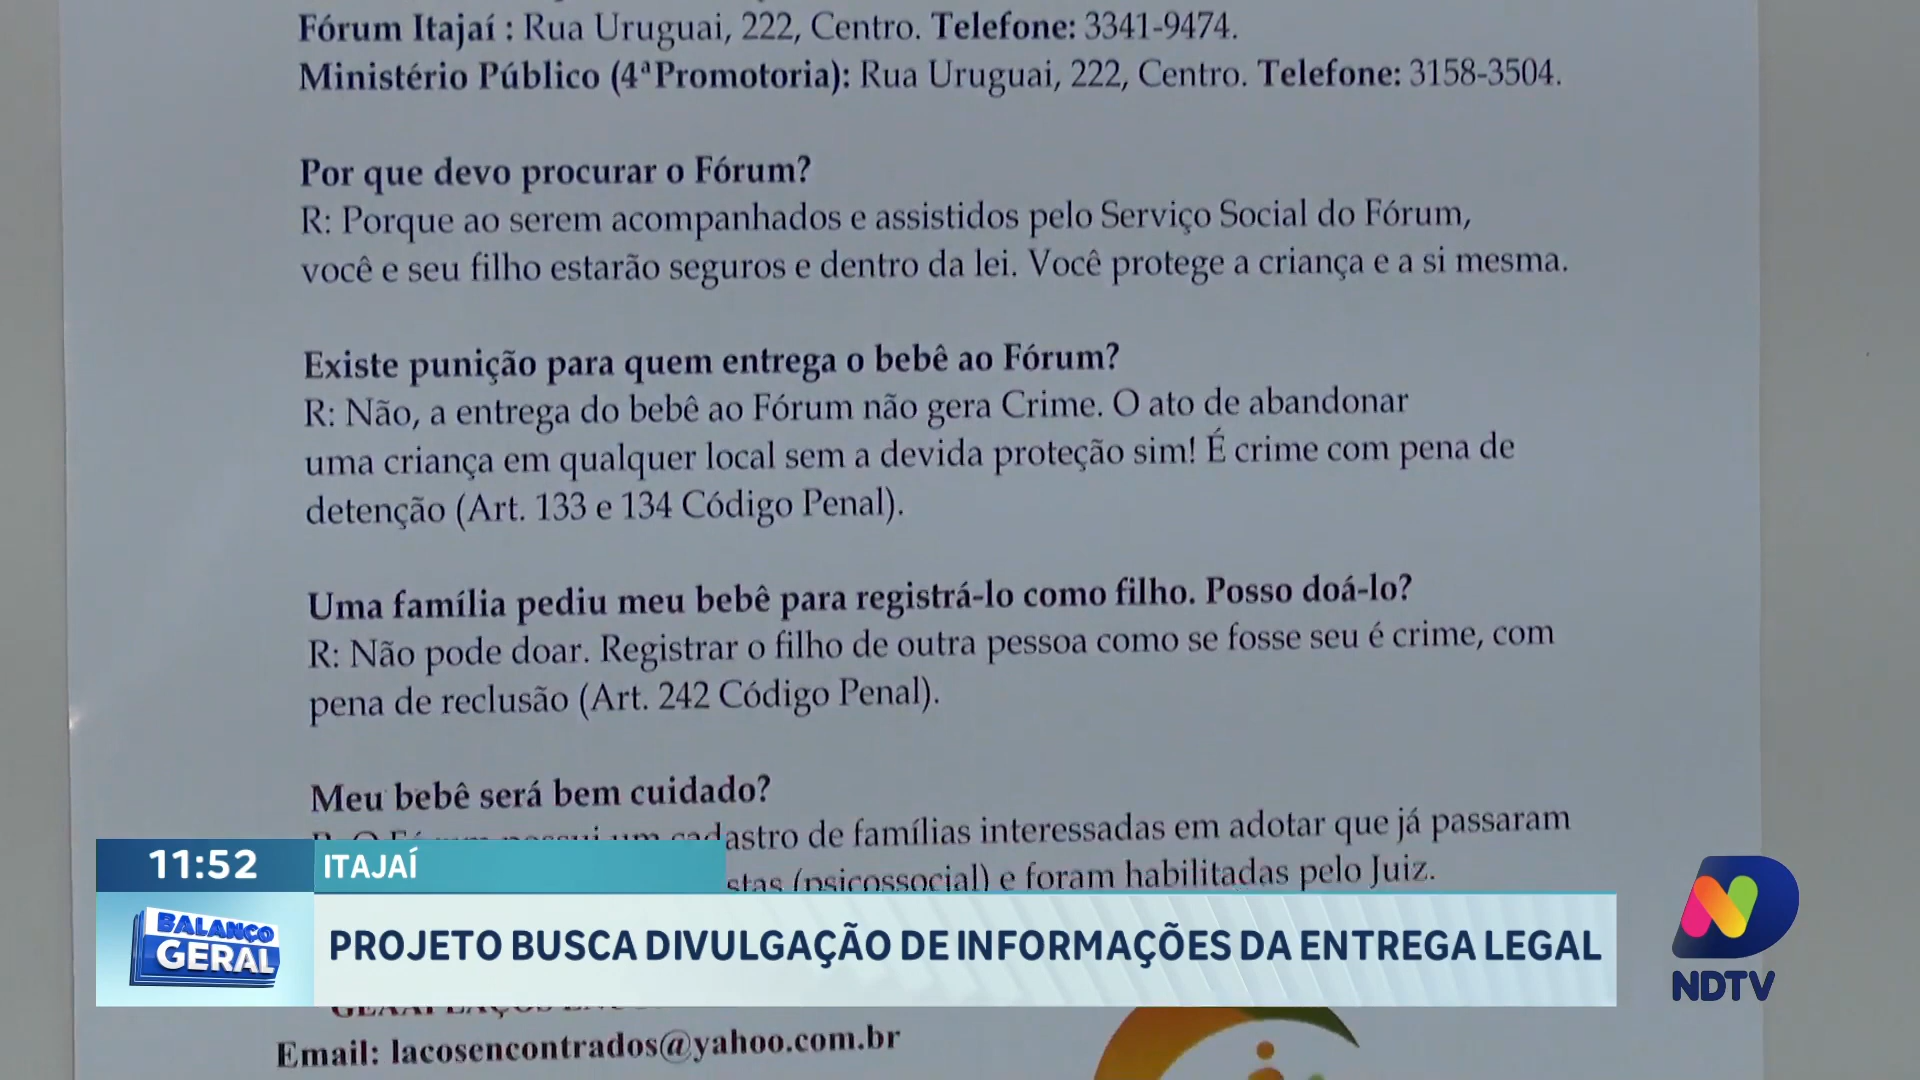 Fórum Itajaí : Rua Uruguai, 222, Centro. Telefone: 3341-9474.
Ministério Público (4ªPromotoria): Rua Uruguai, 222, Centro. Telefone: 3158-3504.
Por que devo procurar o Fórum?
R: Porque ao serem acompanhados e assistidos pelo Serviço Social do Fórum,
você e seu filho estarão seguros e dentro da lei. Você protege a criança e a si mesma.
Existe punição para quem entrega o bebê ao Fórum?
R: Não, a entrega do bebê ao Fórum não gera Crime. O ato de abandonar
uma criança em qualquer local sem a devida proteção sim! É crime com pena de
detenção (Art. 133 e 134 Código Penal).
Uma família pediu meu bebê para registrá-lo como filho. Posso doá-lo?
R: Não pode doar. Registrar o filho de outra pessoa como se fosse seu é crime, com
pena de reclusão (Art. 242 Código Penal).
Meu bebê será bem cuidado?
um cadastro de famílias interessadas em adotar que já passaram
(psicossocial) e foram habilitadas pelo Juiz.
11:52 ITAJAÍ
BALANÇO GERAL
PROJETO BUSCA DIVULGAÇÃO DE INFORMAÇÕES DA ENTREGA LEGAL
NDTV
Email: lacosencontrados@yahoo.com.br